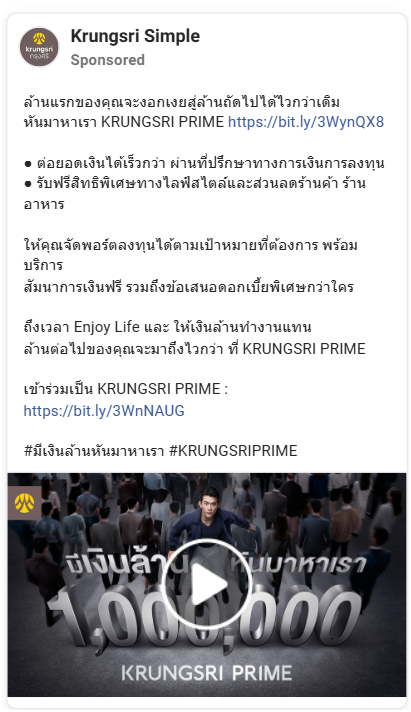 Krungsri Simple
krungsri
กรุงศรี
Sponsored
ล้านแรกของคุณจะงอกเงยสู่ล้านถัดไปได้ไวกว่าเดิม
หันมาหาเรา KRUNGSRI PRIME https://bit.ly/3WynQX8
● ต่อยอดเงินได้เร็วกว่า ผ่านที่ปรึกษาทางการเงินการลงทุน
● รับฟรีสิทธิพิเศษทางไลฟ์สไตล์และส่วนลดร้านค้า ร้าน
อาหาร
ให้คุณจัดพอร์ตลงทุนได้ตามเป้าหมายที่ต้องการ พร้อม
บริการ
สัมนาการเงินฟรี รวมถึงข้อเสนอดอกเบี้ยพิเศษกว่าใคร
ถึงเวลา Enjoy Life และ ให้เงินล้านทำงานแทน
ล้านต่อไปของคุณจะมาถึงไวกว่า ที่ KRUNGSRI PRIME
เข้าร่วมเป็น KRUNGSRI PRIME :
https://bit.ly/3WnNAUG
#มีเงินล้านหันมาหาเรา #KRUNGSRIPRIME
มีเงินล้าน หันมาหาเรา
1,000,000
KRUNGSRI PRIME